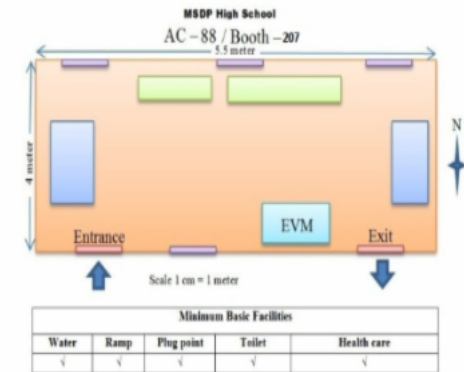 MSDP High School
AC – 88 / Booth –207
5.5 meter
N
4 meter
EVM
Entrance
Exit
Scale 1 cm = 1 meter
Minimum Basic Facilities
Water Ramp Plug point Toilet Health care
√ √ √ √ √